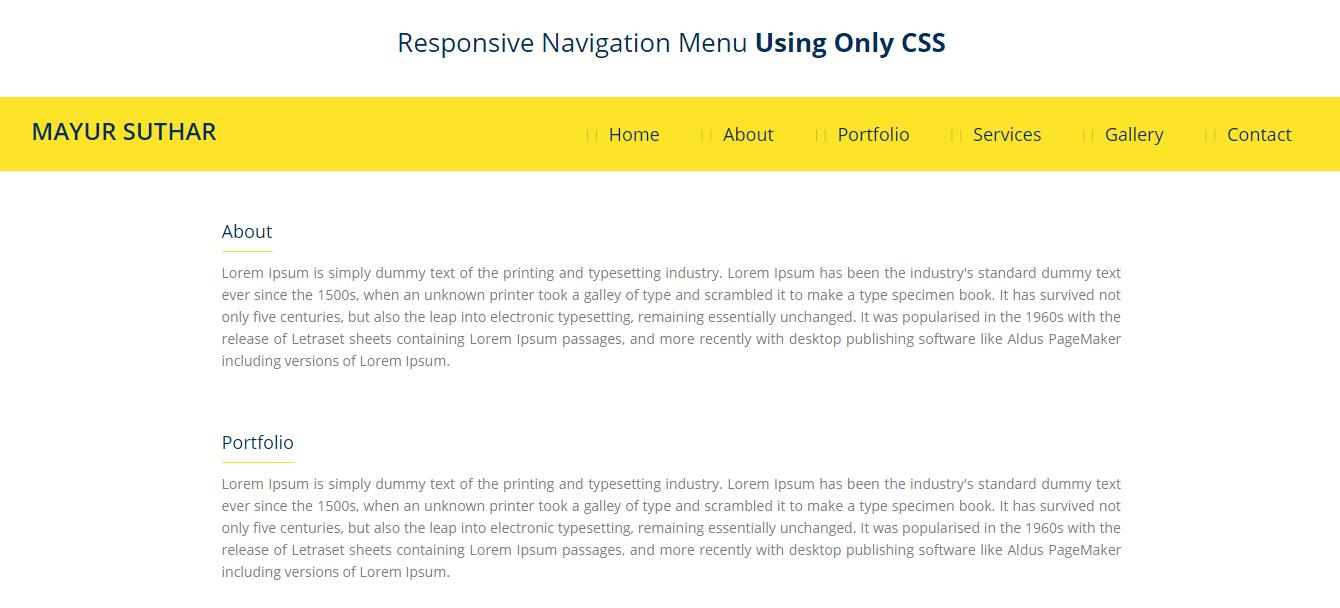 Responsive Navigation Menu Using Only CSS
MAYUR SUTHAR Home About Portfolio Services Gallery Contact
About
Lorem Ipsum is simply dummy text of the printing and typesetting industry. Lorem Ipsum has been the industry's standard dummy text
ever since the 1500s, when an unknown printer took a galley of type and scrambled it to make a type specimen book. It has survived not
only five centuries, but also the leap into electronic typesetting, remaining essentially unchanged. It was popularised in the 1960s with the
release of Letraset sheets containing Lorem Ipsum passages, and more recently with desktop publishing software like Aldus PageMaker
including versions of Lorem Ipsum.
Portfolio
Lorem Ipsum is simply dummy text of the printing and typesetting industry. Lorem Ipsum has been the industry's standard dummy text
ever since the 1500s, when an unknown printer took a galley of type and scrambled it to make a type specimen book. It has survived not
only five centuries, but also the leap into electronic typesetting, remaining essentially unchanged. It was popularised in the 1960s with the
release of Letraset sheets containing Lorem Ipsum passages, and more recently with desktop publishing software like Aldus PageMaker
including versions of Lorem Ipsum.